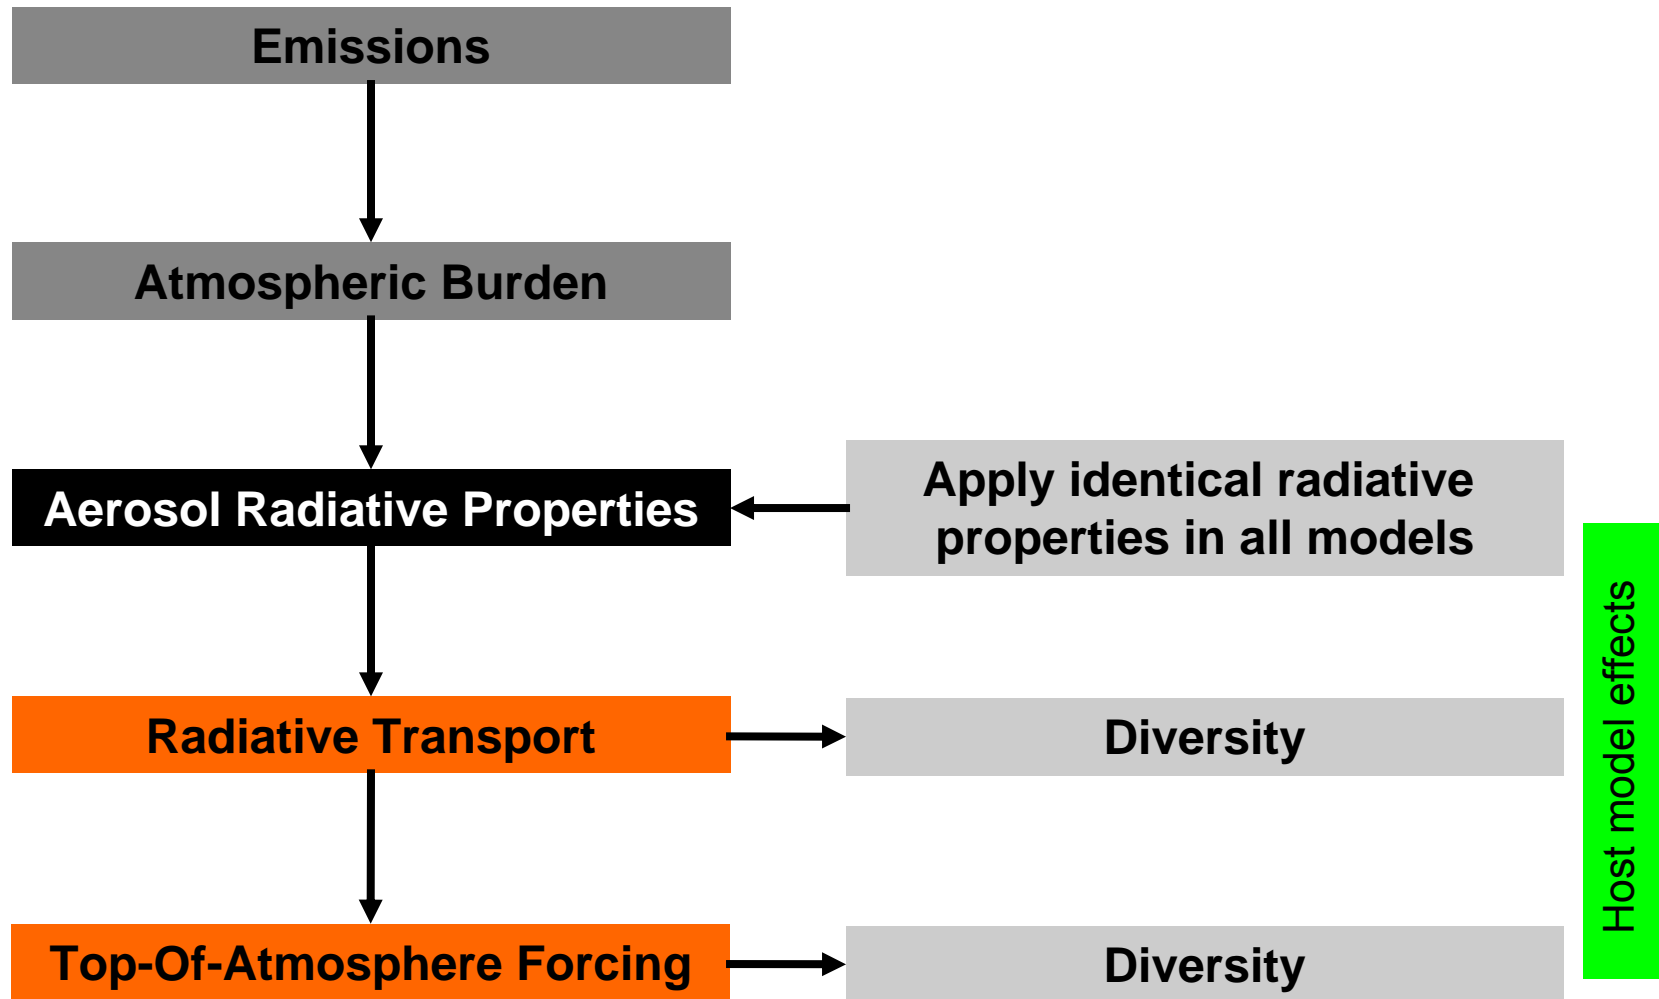 Emissions
Atmospheric Burden
Aerosol Radiative Properties
Apply identical radiative
properties in all models
Radiative Transport
Diversity
Top-Of-Atmosphere Forcing
Diversity
Host model effects